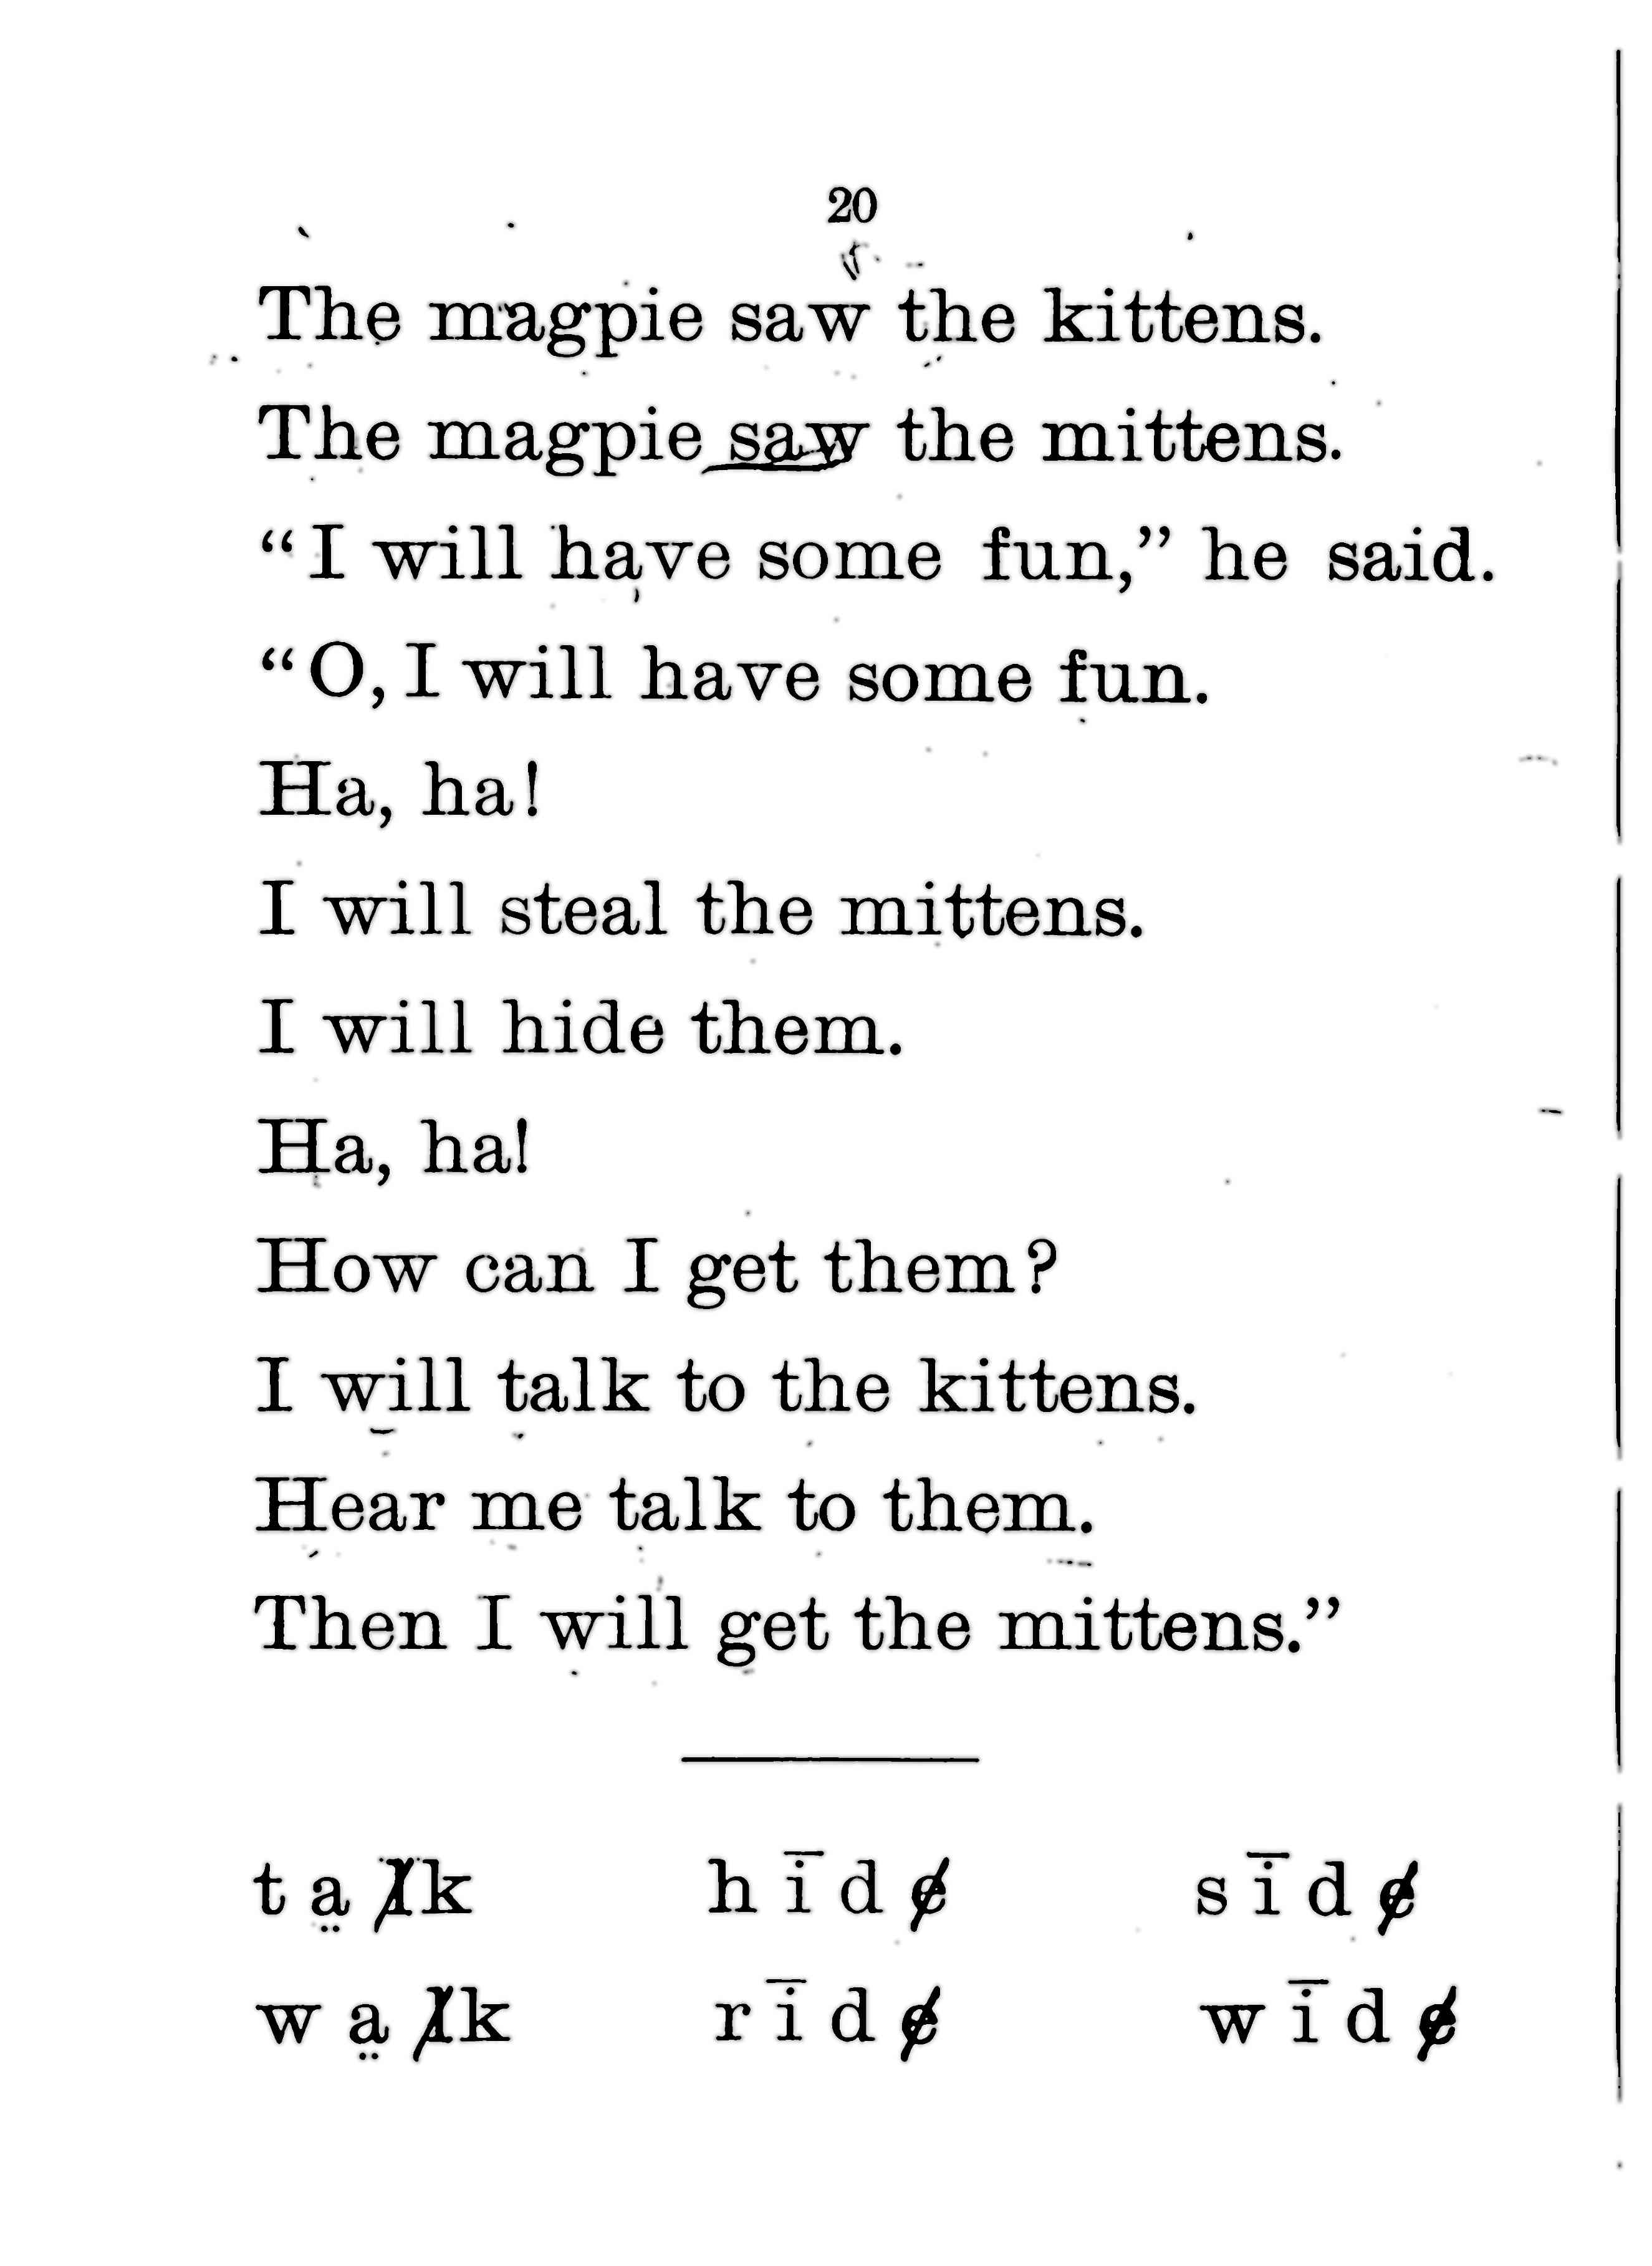 20
The magpie saw the kittens.
The magpie saw the mittens.
“I will have some fun,” he said.
“O, I will have some fun.
Ha, ha!
I will steal the mittens.
I will hide them.
Ha, ha!
How can I get them?
I will talk to the kittens.
Hear me talk to them.
Then I will get the mittens.”
t a̤ l̸ k h ī d e̸ s ī d e̸
w a̤ l̸ k r ī d e̸ w ī d e̸